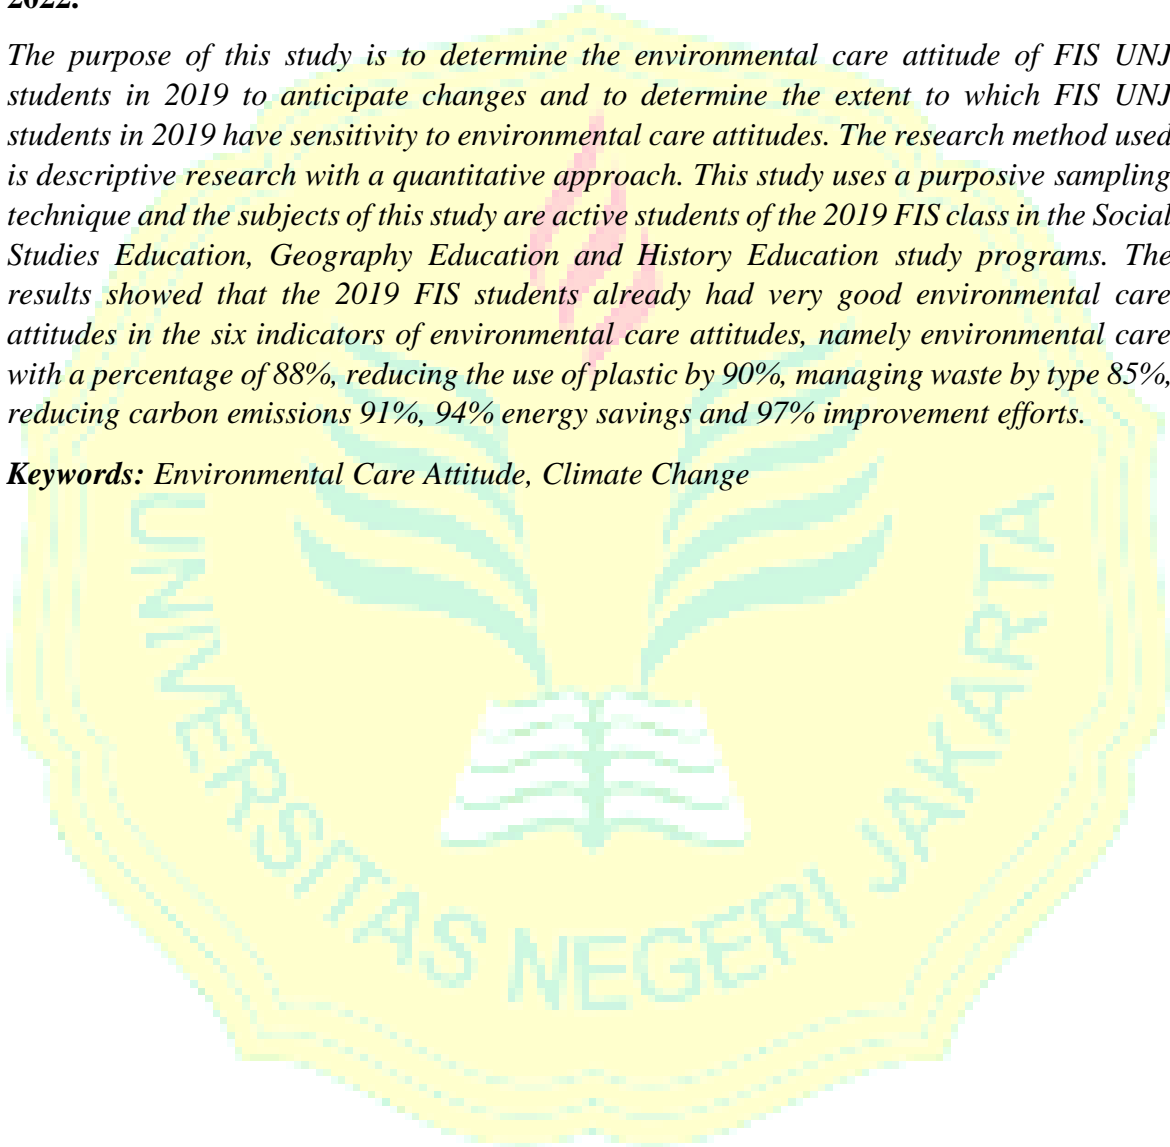 2022.
The purpose of this study is to determine the environmental care attitude of FIS UNJ
students in 2019 to anticipate changes and to determine the extent to which FIS UNJ
students in 2019 have sensitivity to environmental care attitudes. The research method used
is descriptive research with a quantitative approach. This study uses a purposive sampling
technique and the subjects of this study are active students of the 2019 FIS class in the Social
Studies Education, Geography Education and History Education study programs. The
results showed that the 2019 FIS students already had very good environmental care
attitudes in the six indicators of environmental care attitudes, namely environmental care
with a percentage of 88%, reducing the use of plastic by 90%, managing waste by type 85%,
reducing carbon emissions 91%, 94% energy savings and 97% improvement efforts.
Keywords: Environmental Care Attitude, Climate Change
UNIVERSITAS NEGERI JAKARTA